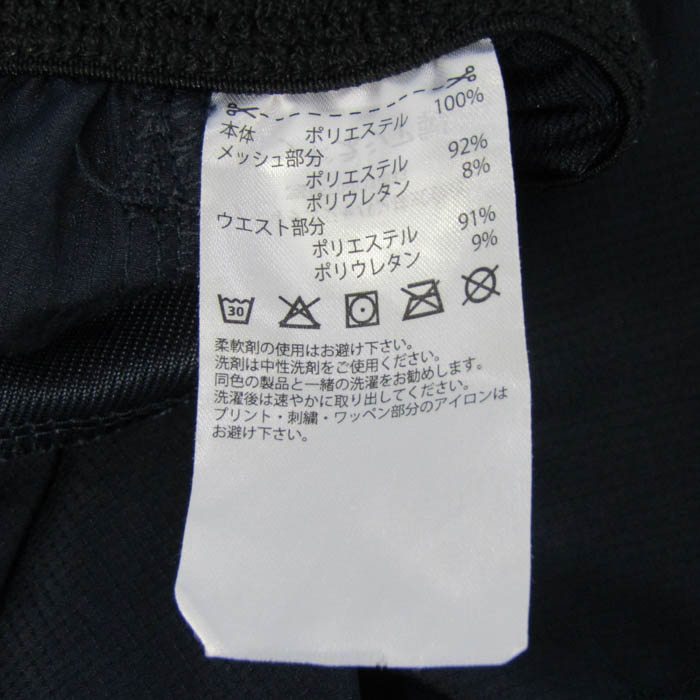 本体 ポリエステル 100%
メッシュ部分
ポリエステル 92%
ポリウレタン 8%
ウエスト部分
ポリエステル 91%
ポリウレタン 9%
30
柔軟剤の使用はお避け下さい。
洗剤は中性洗剤をご使用ください。
同色の製品と一緒の洗濯をお勧めします。
洗濯後は速やかに取り出してください。
プリント・刺繍・ワッペン部分のアイロンは
お避け下さい。